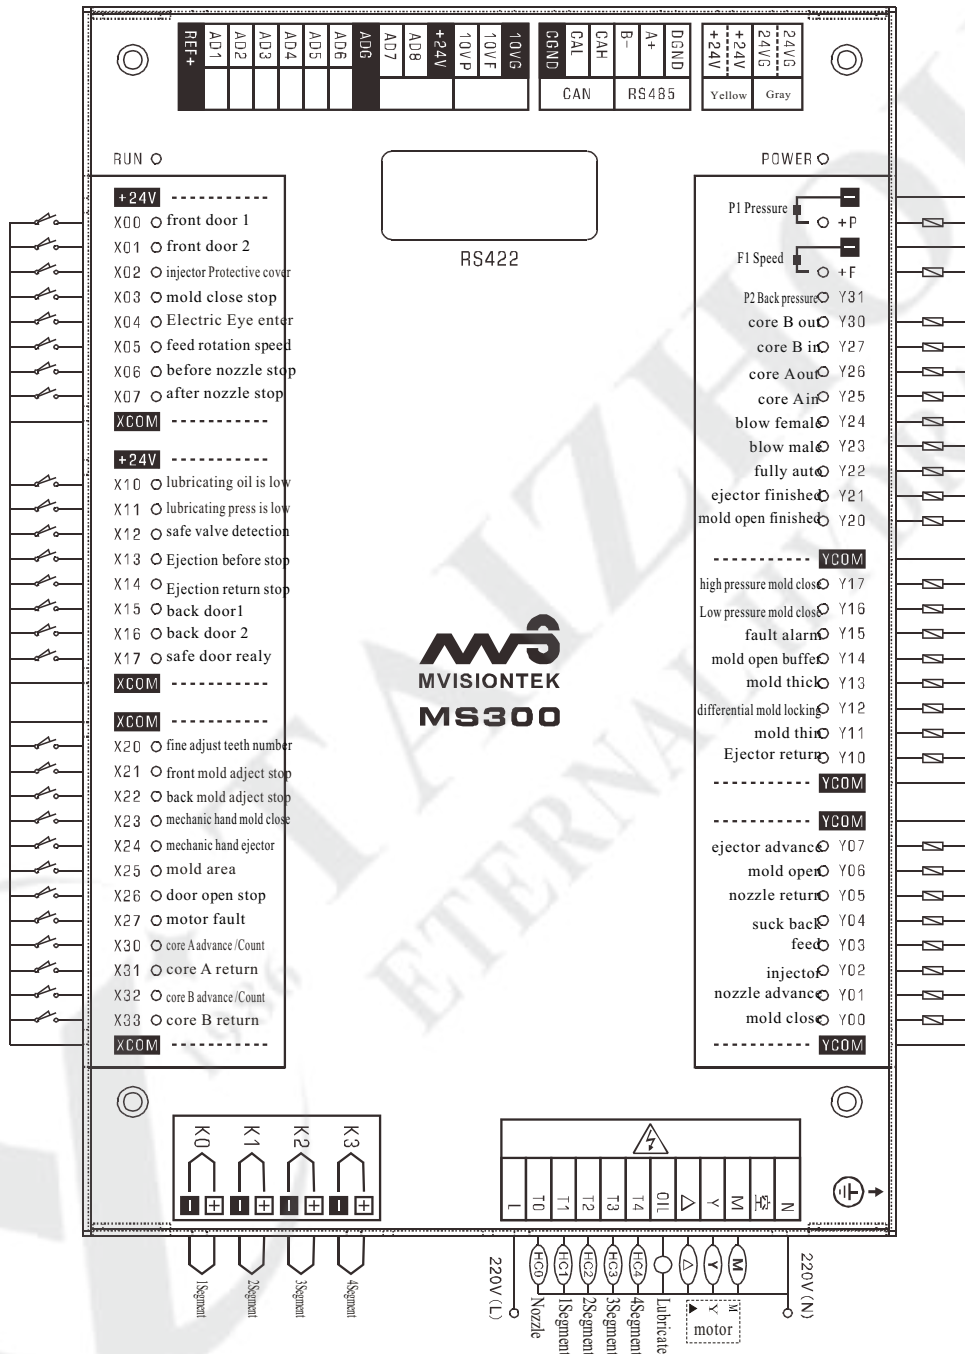 REF+ AD1 AD2 AD3 AD4 AD5 AD6 ADG AD7 AD8 +24V 10VP 10VF 10VG
CGND CAL CAH B- A+ DGND
+24V +24V 24VG 24VG
CAN RS485
Yellow Gray
RUN
POWER
RS422
+24V
X00 front door 1
X01 front door 2
X02 injector Protective cover
X03 mold close stop
X04 Electric Eye enter
X05 feed rotation speed
X06 before nozzle stop
X07 after nozzle stop
XCOM
+24V
X10 lubricating oil is low
X11 lubricating press is low
X12 safe valve detection
X13 Ejection before stop
X14 Ejection return stop
X15 back door1
X16 back door 2
X17 safe door realy
XCOM
XCOM
X20 fine adjust teeth number
X21 front mold adject stop
X22 back mold adject stop
X23 mechanic hand mold close
X24 mechanic hand ejector
X25 mold area
X26 door open stop
X27 motor fault
X30 core A advance /Count
X31 core A return
X32 core B advance /Count
X33 core B return
XCOM
MVISIONTEK
MS300
P1 Pressure −
+P
F1 Speed −
+F
P2 Back pressure Y31
core B out Y30
core B in Y27
core Aout Y26
core Ain Y25
blow female Y24
blow male Y23
fully auto Y22
ejector finished Y21
mold open finished Y20
YCOM
high pressure mold close Y17
Low pressure mold close Y16
fault alarm Y15
mold open buffer Y14
mold thick Y13
differential mold locking Y12
mold thin Y11
Ejector return Y10
YCOM
YCOM
ejector advance Y07
mold open Y06
nozzle return Y05
suck back Y04
feed Y03
injector Y02
nozzle advance Y01
mold close Y00
YCOM
K0 K1 K2 K3
− + − + − + − +
1Segment 2Segment 3Segment 4Segment
L T0 T1 T2 T3 T4 OIL △ Y M 空 N
HC0 HC1 HC2 HC3 HC4 △ Y M
220V(L)
Nozzle 1Segment 2Segment 3Segment 4Segment Lubricate
▲ Y M
motor
220V(N)
TAIZHOU
ETERNAL HYDR
1986